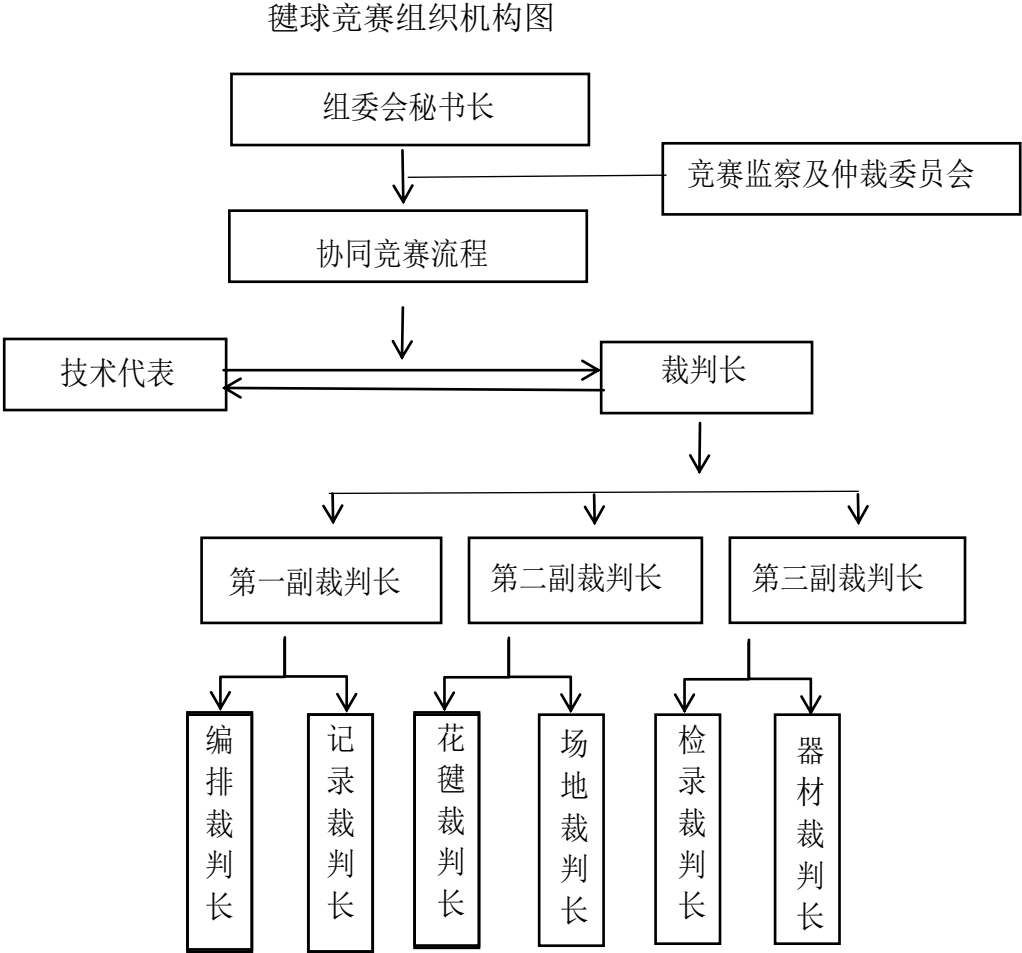 毽球竞赛组织机构图
组委会秘书长
竞赛监察及仲裁委员会
协同竞赛流程
技术代表
裁判长
第一副裁判长
第二副裁判长
第三副裁判长
编排裁判长
记录裁判长
花毽裁判长
场地裁判长
检录裁判长
器材裁判长